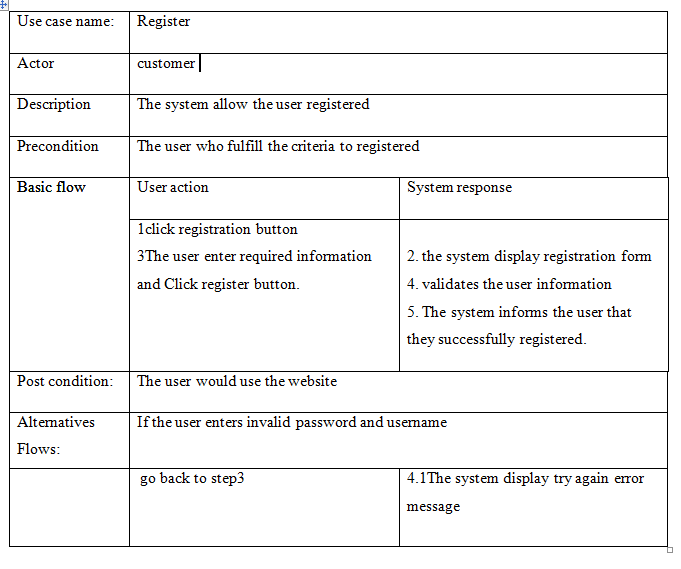 Use case name: Register
Actor customer
Description The system allow the user registered
Precondition The user who fulfill the criteria to registered
Basic flow User action System response
1click registration button
3The user enter required information 2. the system display registration form
and Click register button. 4. validates the user information
5. The system informs the user that
they successfully registered.
Post condition: The user would use the website
Alternatives If the user enters invalid password and username
Flows:
go back to step3 4.1The system display try again error
message